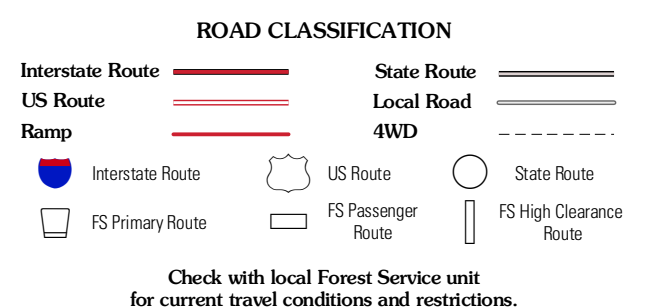 ROAD CLASSIFICATION
Interstate Route
State Route
US Route
Local Road
Ramp
4WD
Interstate Route
US Route
State Route
FS Primary Route
FS Passenger
Route
FS High Clearance
Route
Check with local Forest Service unit
for current travel conditions and restrictions.